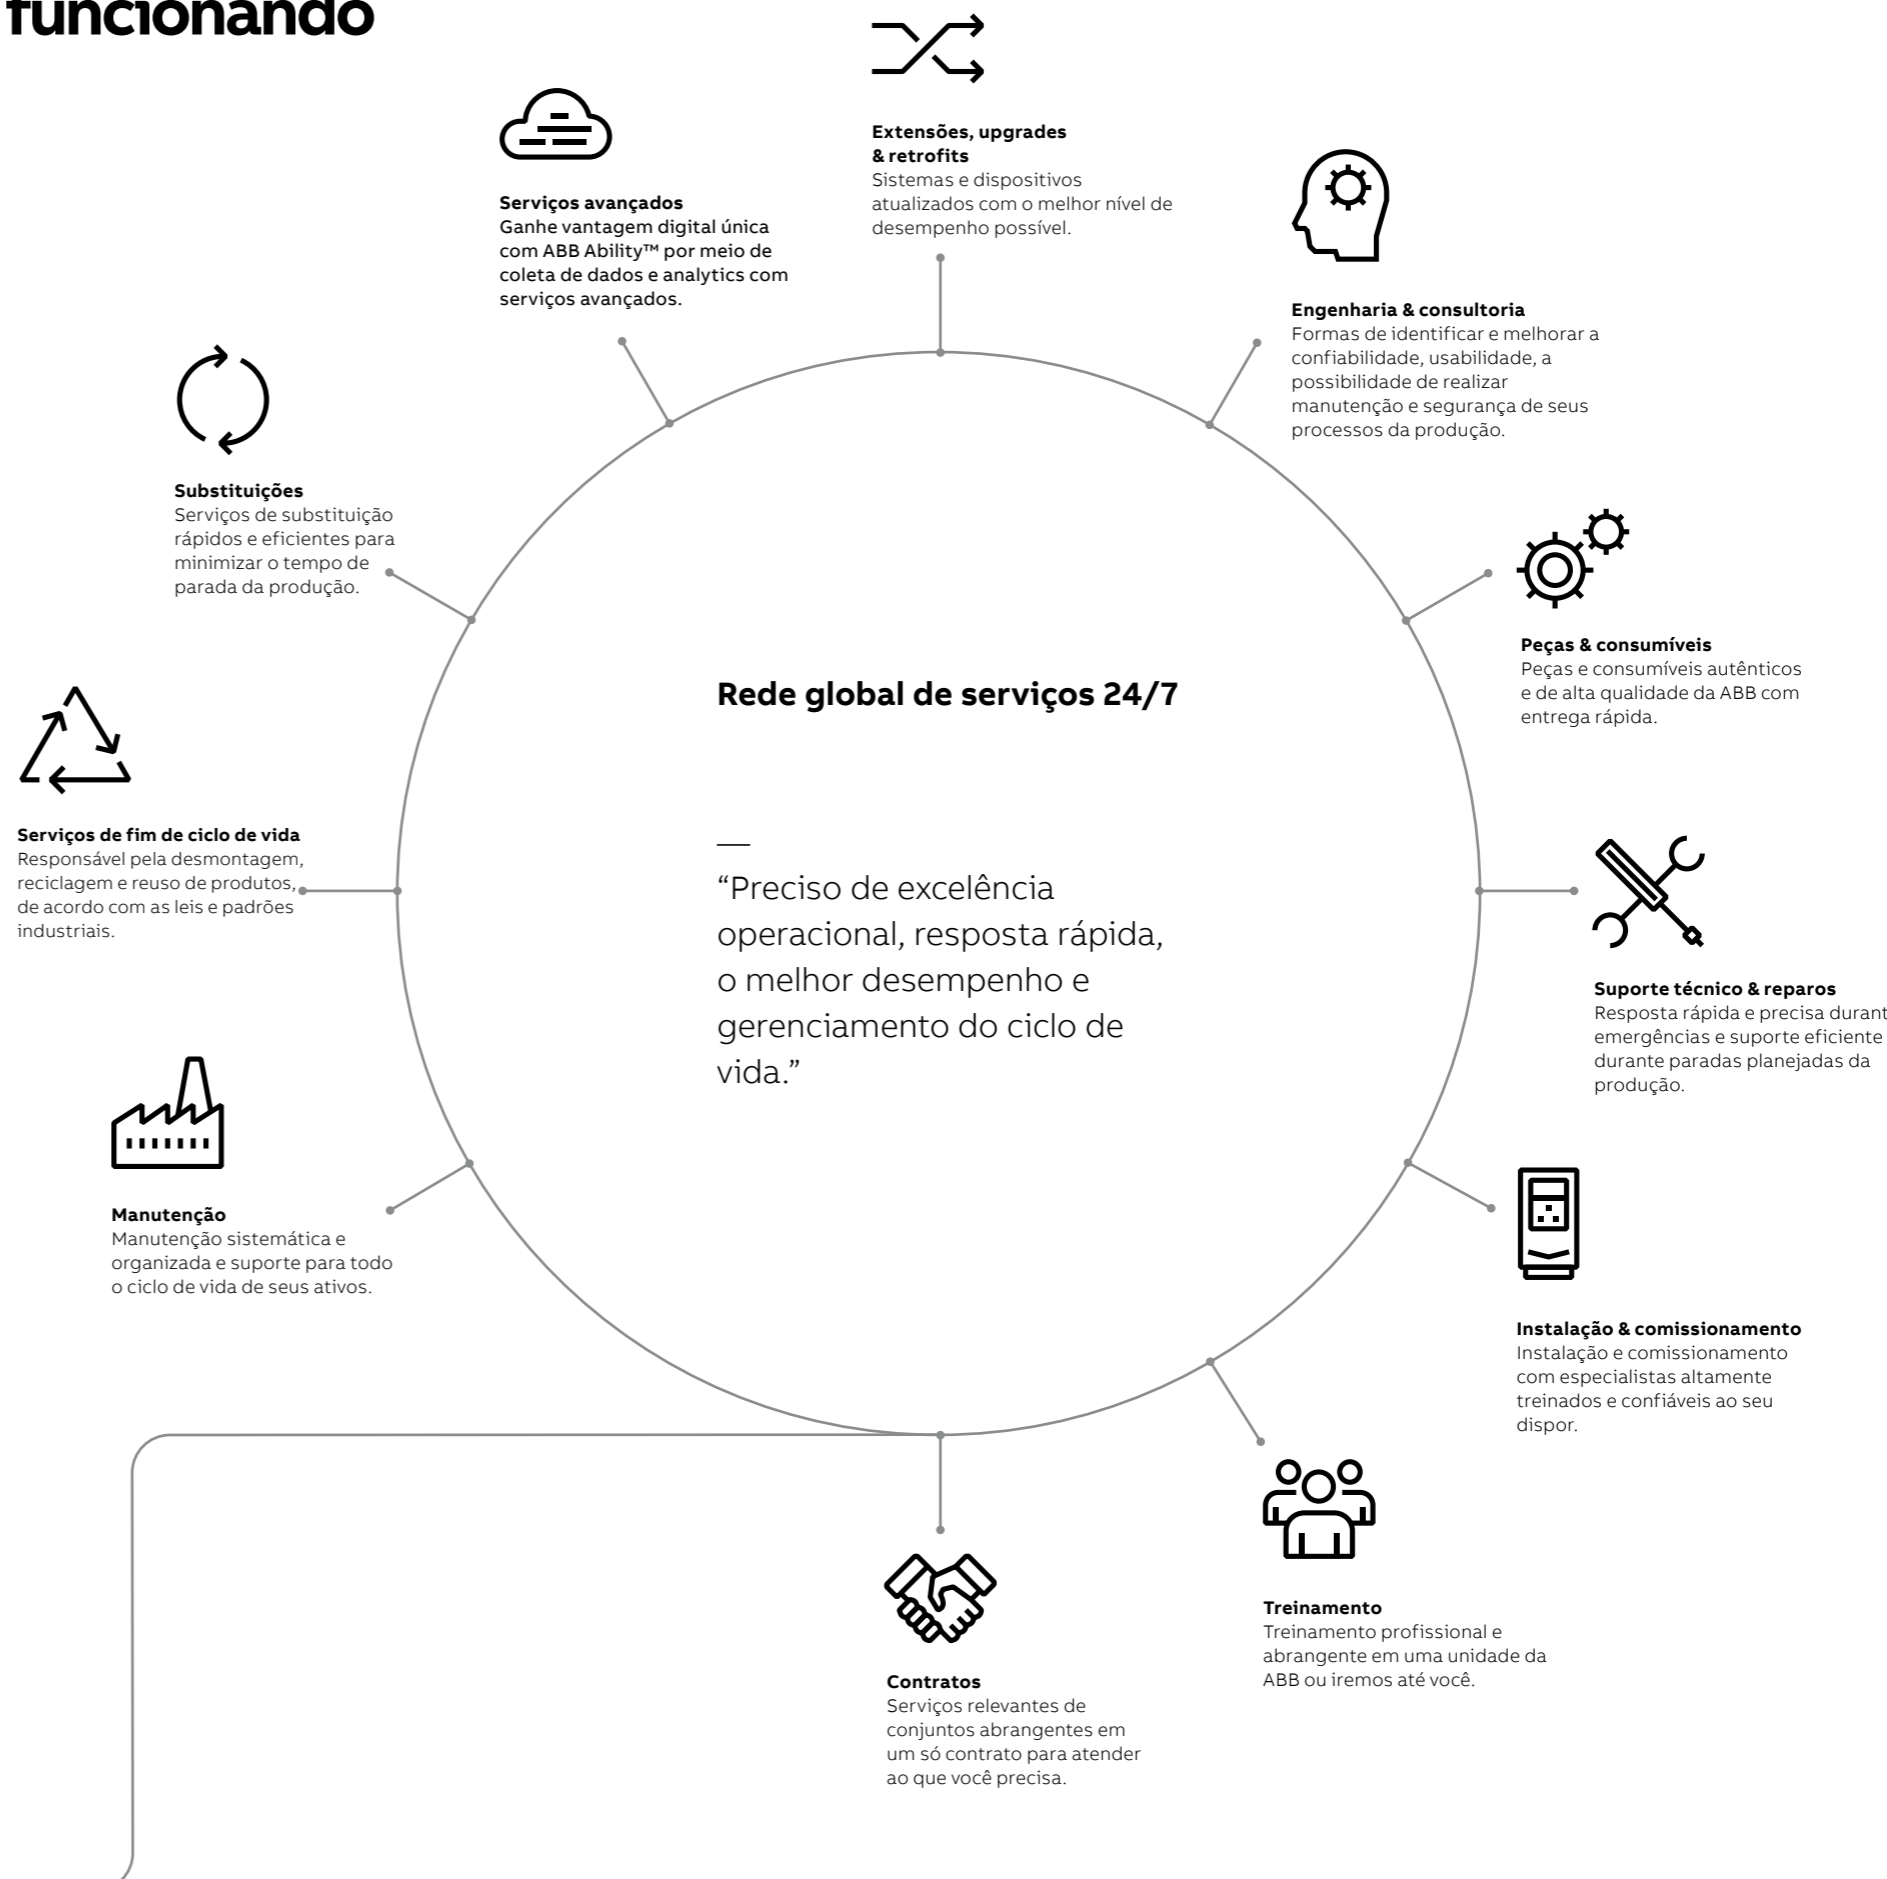 funcionando
Extensões, upgrades
& retrofits
Sistemas e dispositivos
atualizados com o melhor nível de
desempenho possível.
Serviços avançados
Ganhe vantagem digital única
com ABB Ability™ por meio de
coleta de dados e analytics com
serviços avançados.
Engenharia & consultoria
Formas de identificar e melhorar a
confiabilidade, usabilidade, a
possibilidade de realizar
manutenção e segurança de seus
processos da produção.
Substituições
Serviços de substituição
rápidos e eficientes para
minimizar o tempo de
parada da produção.
Peças & consumíveis
Peças e consumíveis autênticos
e de alta qualidade da ABB com
entrega rápida.
Rede global de serviços 24/7
“Preciso de excelência
operacional, resposta rápida,
o melhor desempenho e
gerenciamento do ciclo de
vida.”
Serviços de fim de ciclo de vida
Responsável pela desmontagem,
reciclagem e reuso de produtos,
de acordo com as leis e padrões
industriais.
Suporte técnico & reparos
Resposta rápida e precisa durant
emergências e suporte eficiente
durante paradas planejadas da
produção.
Manutenção
Manutenção sistemática e
organizada e suporte para todo
o ciclo de vida de seus ativos.
Instalação & comissionamento
Instalação e comissionamento
com especialistas altamente
treinados e confiáveis ao seu
dispor.
Treinamento
Treinamento profissional e
abrangente em uma unidade da
ABB ou iremos até você.
Contratos
Serviços relevantes de
conjuntos abrangentes em
um só contrato para atender
ao que você precisa.